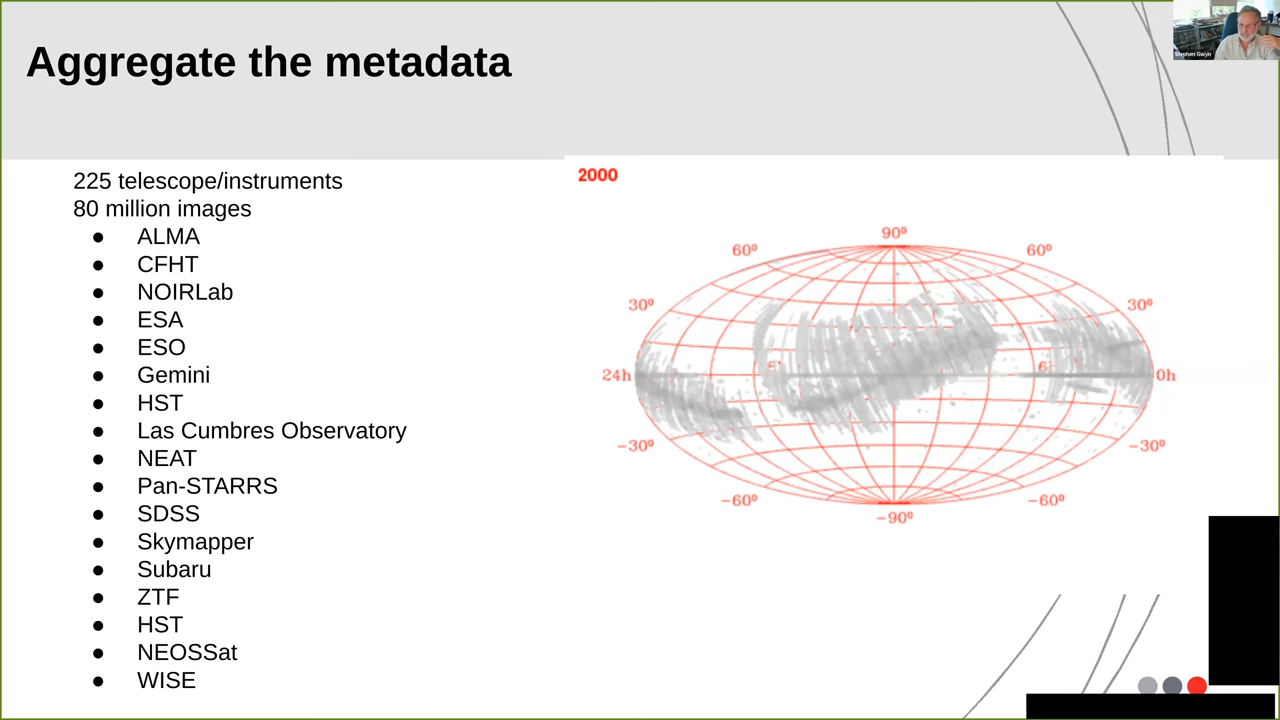 Aggregate the metadata
Stephen Gwyn
225 telescope/instruments
80 million images
● ALMA
● CFHT
● NOIRLab
● ESA
● ESO
● Gemini
● HST
● Las Cumbres Observatory
● NEAT
● Pan-STARRS
● SDSS
● Skymapper
● Subaru
● ZTF
● HST
● NEOSSat
● WISE
2000
90º
60º 60º
30º 30º
24h 0h
−30º −30º
−60º −60º
−90º